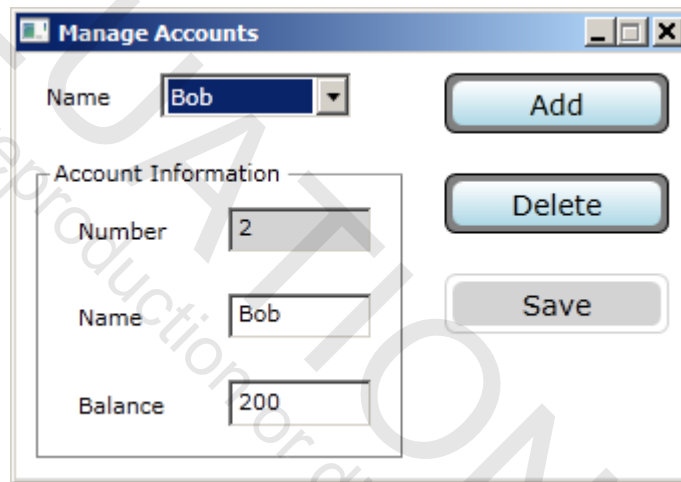 Manage Accounts
Name Bob
Add
Account Information
Delete
Number 2
Save
Name Bob
Balance 200